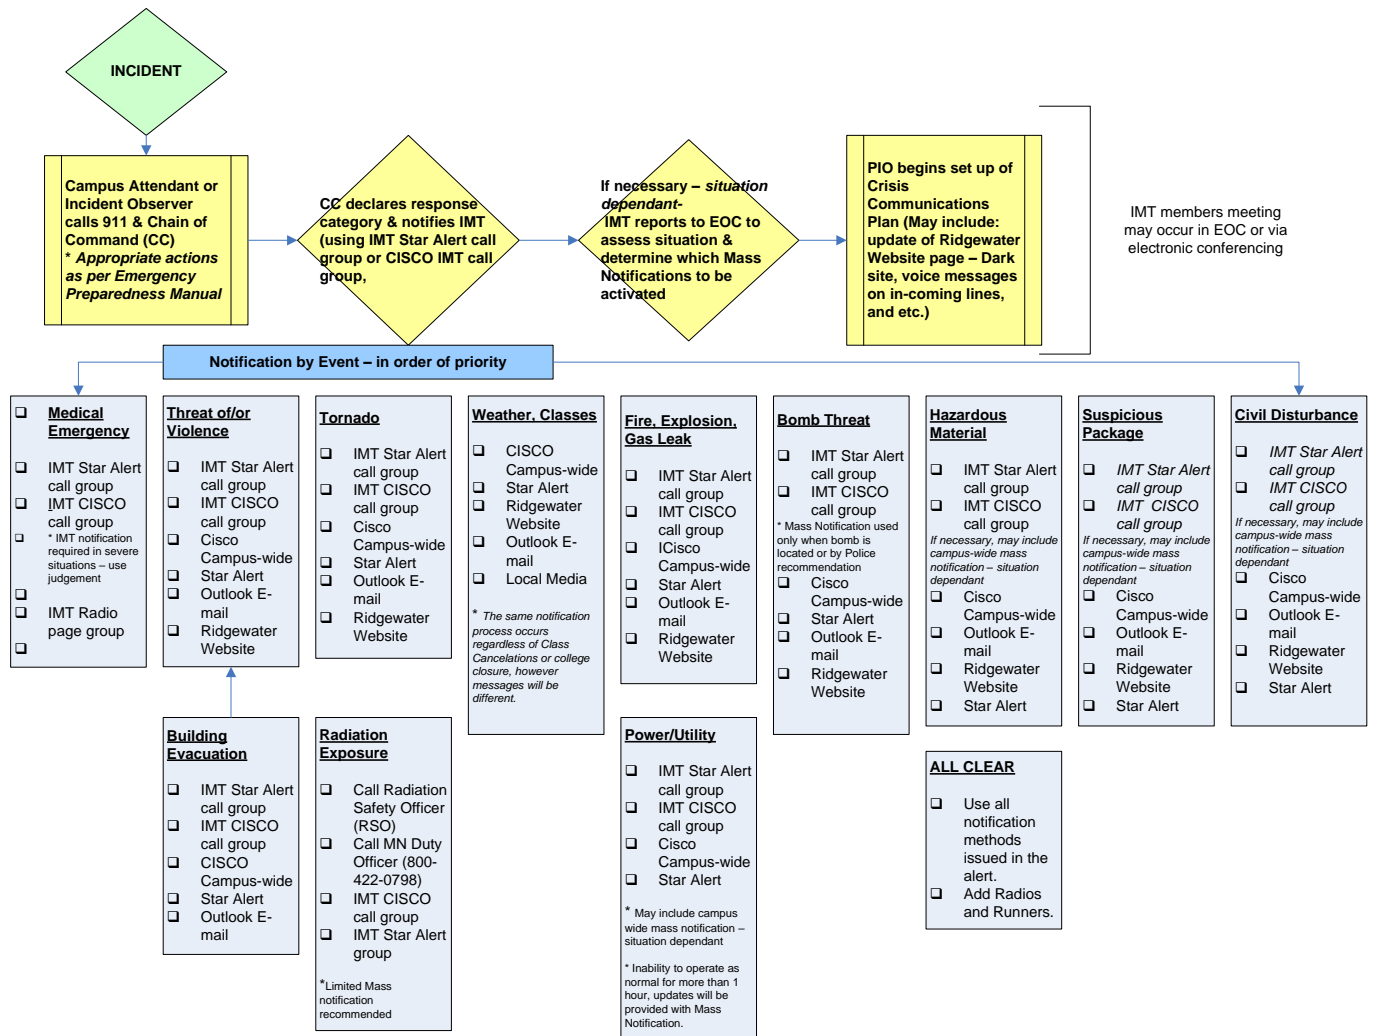 INCIDENT
Campus Attendant or
Incident Observer
calls 911 & Chain of
Command (CC)
* Appropriate actions
as per Emergency
Preparedness Manual
CC declares response
category & notifies IMT
(using IMT Star Alert call
group or CISCO IMT call
group,
If necessary – situation
dependant-
IMT reports to EOC to
assess situation &
determine which Mass
Notifications to be
activated
PIO begins set up of
Crisis
Communications
Plan (May include:
update of Ridgewater
Website page – Dark
site, voice messages
on in-coming lines,
and etc.)
IMT members meeting
may occur in EOC or via
electronic conferencing
Notification by Event – in order of priority
Medical
Emergency
IMT Star Alert
call group
IMT CISCO
call group
* IMT notification
required in severe
situations – use
judgement
IMT Radio
page group
Threat of/or
Violence
IMT Star Alert
call group
IMT CISCO
call group
Cisco
Campus-wide
Star Alert
Outlook E-
mail
Ridgewater
Website
Tornado
IMT Star Alert
call group
IMT CISCO
call group
Cisco
Campus-wide
Star Alert
Outlook E-
mail
Ridgewater
Website
Weather, Classes
CISCO
Campus-wide
Star Alert
Ridgewater
Website
Outlook E-
mail
Local Media
* The same notification
process occurs
regardless of Class
Cancelations or college
closure, however
messages will be
different.
Fire, Explosion,
Gas Leak
IMT Star Alert
call group
IMT CISCO
call group
ICisco
Campus-wide
Star Alert
Outlook E-
mail
Ridgewater
Website
Bomb Threat
IMT Star Alert
call group
IMT CISCO
call group
* Mass Notification used
only when bomb is
located or by Police
recommendation
Cisco
Campus-wide
Star Alert
Outlook E-
mail
Ridgewater
Website
Hazardous
Material
IMT Star Alert
call group
IMT CISCO
call group
If necessary, may include
campus-wide mass
notification – situation
dependant
Cisco
Campus-wide
Outlook E-
mail
Ridgewater
Website
Star Alert
Suspicious
Package
IMT Star Alert
call group
IMT CISCO
call group
If necessary, may include
campus-wide mass
notification – situation
dependant
Cisco
Campus-wide
Outlook E-
mail
Ridgewater
Website
Star Alert
Civil Disturbance
IMT Star Alert
call group
IMT CISCO
call group
If necessary, may include
campus-wide mass
notification – situation
dependant
Cisco
Campus-wide
Outlook E-
mail
Ridgewater
Website
Star Alert
Building
Evacuation
IMT Star Alert
call group
IMT CISCO
call group
CISCO
Campus-wide
Star Alert
Outlook E-
mail
Radiation
Exposure
Call Radiation
Safety Officer
(RSO)
Call MN Duty
Officer (800-
422-0798)
IMT CISCO
call group
IMT Star Alert
group
*Limited Mass
notification
recommended
Power/Utility
IMT Star Alert
call group
IMT CISCO
call group
Cisco
Campus-wide
Star Alert
* May include campus
wide mass notification –
situation dependant
* Inability to operate as
normal for more than 1
hour, updates will be
provided with Mass
Notification.
ALL CLEAR
Use all
notification
methods
issued in the
alert.
Add Radios
and Runners.